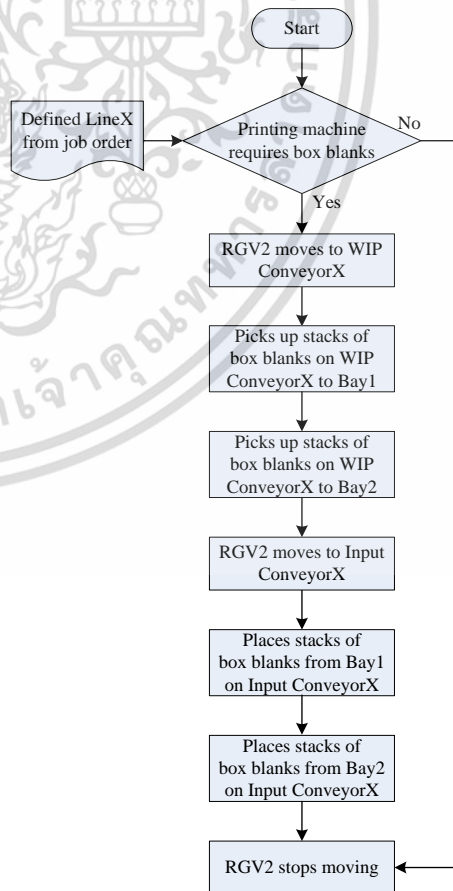 Start
Defined LineX
from job order
Printing machine
requires box blanks
No
Yes
RGV2 moves to WIP
ConveyorX
Picks up stacks of
box blanks on WIP
ConveyorX to Bay1
Picks up stacks of
box blanks on WIP
ConveyorX to Bay2
RGV2 moves to Input
ConveyorX
Places stacks of
box blanks from Bay1
on Input ConveyorX
Places stacks of
box blanks from Bay2
on Input ConveyorX
RGV2 stops moving